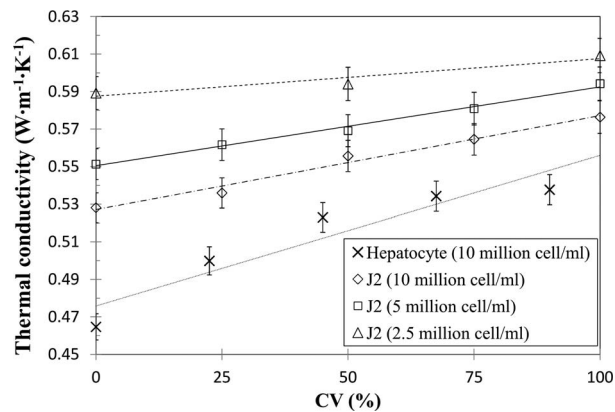 0.63
0.61
0.59
0.57
0.55
0.53
0.51
0.49
0.47
0.45
Thermal conductivity (W·m⁻¹·K⁻¹)
Hepatocyte (10 million cell/ml)
J2 (10 million cell/ml)
J2 (5 million cell/ml)
J2 (2.5 million cell/ml)
0 25 50 75 100
CV (%)